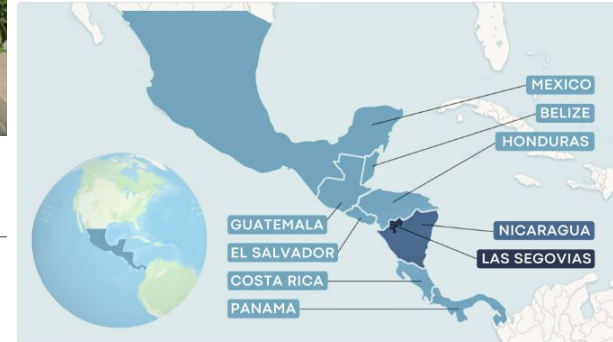 MEXICO
BELIZE
HONDURAS
GUATEMALA
NICARAGUA
EL SALVADOR
LAS SEGOVIAS
COSTA RICA
PANAMA